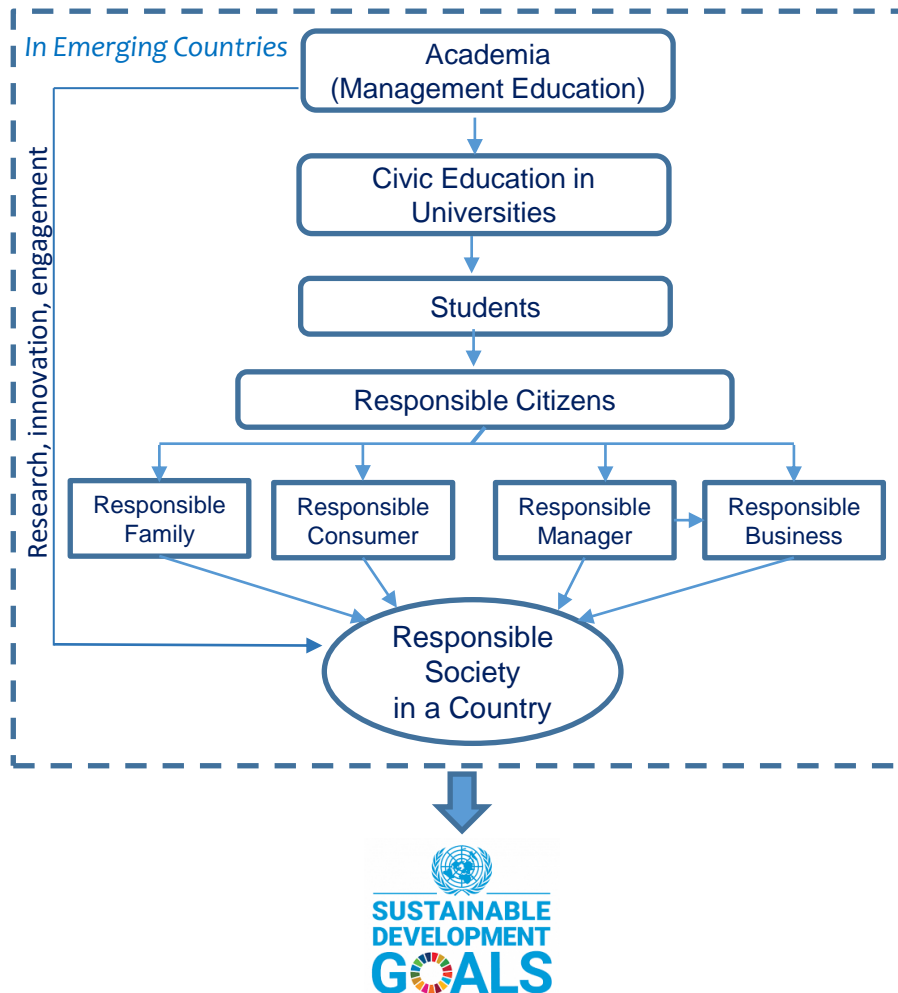 In Emerging Countries
Academia
(Management Education)
Research, innovation, engagement
Civic Education in
Universities
Students
Responsible Citizens
Responsible
Family
Responsible
Consumer
Responsible
Manager
Responsible
Business
Responsible
Society
in a Country
SUSTAINABLE
DEVELOPMENT
GOALS